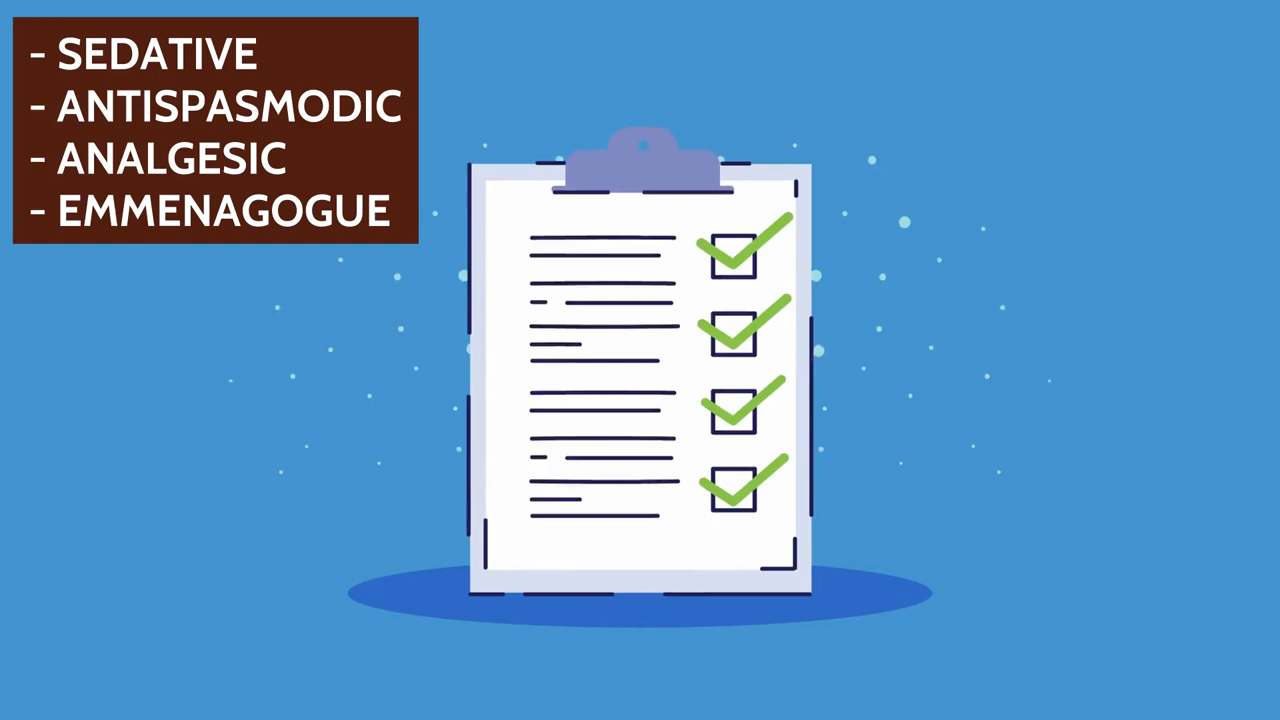 - SEDATIVE
- ANTISPASMODIC
- ANALGESIC
- EMMENAGOGUE